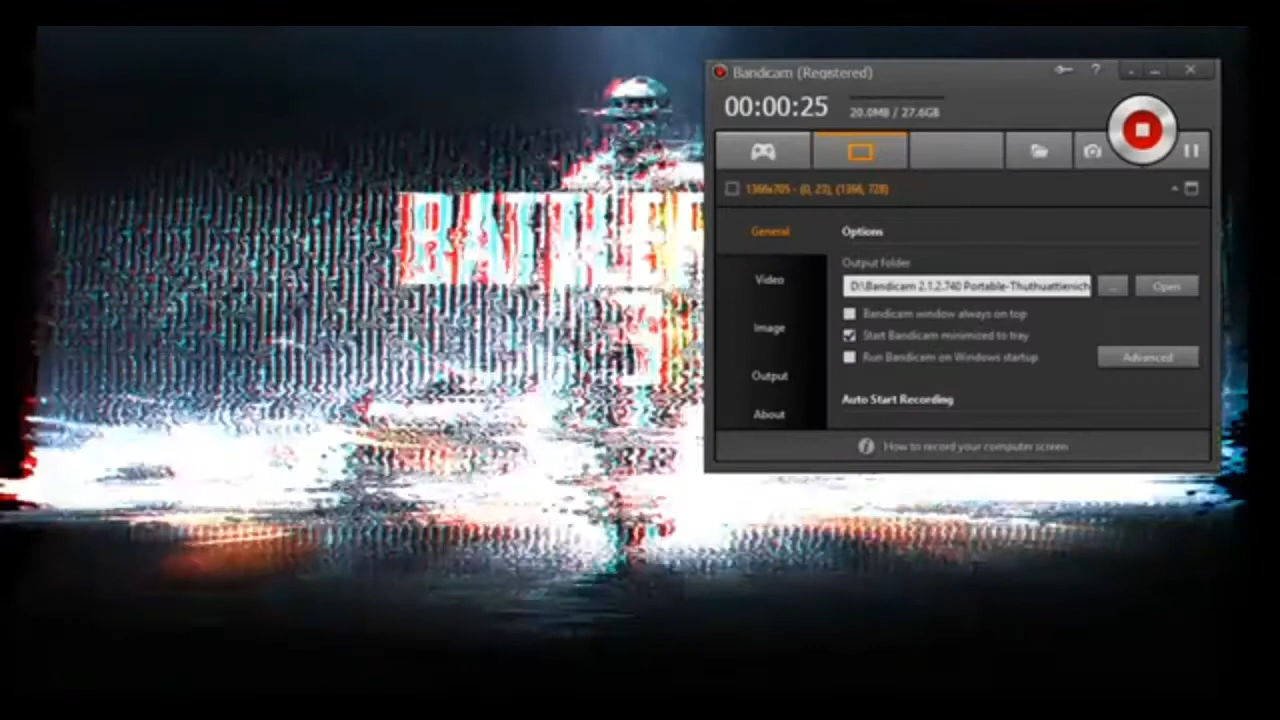 Bandicam (Registered)
?
00:00:25
20.0MB / 27.6GB
1366x705 - (0, 23), (1366, 728)
General
Options
Output folder
D:\Bandicam 2.1.2.740 Portable-Thuthuattienich
...
Open
Video
Bandicam window always on top
Image
Start Bandicam minimized to tray
Run Bandicam on Windows startup
Advanced
Output
Auto Start Recording
About
How to record your computer screen
BATTLEF